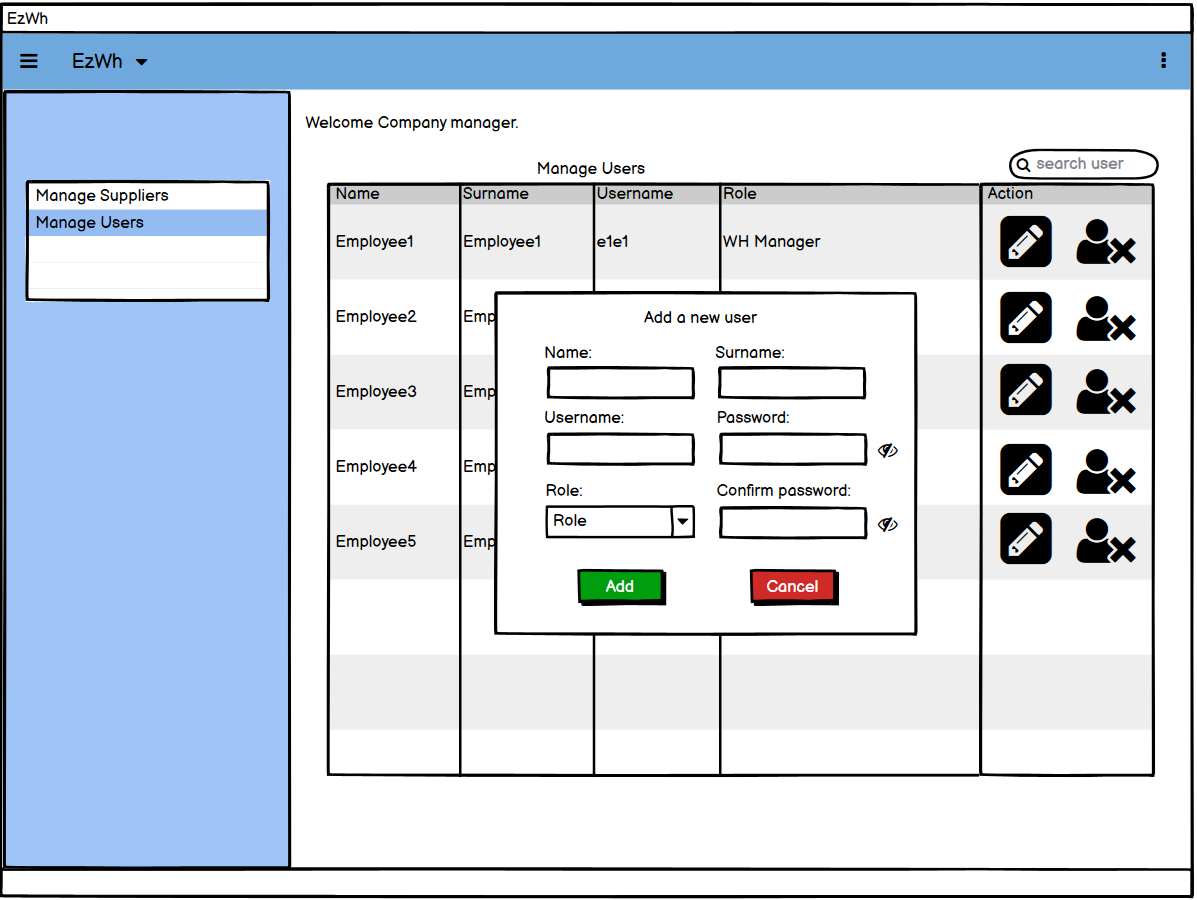 EzWh
EzWh
Welcome Company manager.
Manage Users
search user
Manage Suppliers
Manage Users
Name Surname Username Role Action
Employee1 Employee1 e1e1 WH Manager
Employee2 Emp
Employee3 Emp
Employee4 Emp
Employee5 Emp
Add a new user
Name: Surname:
Username: Password:
Role: Confirm password:
Role
Add Cancel